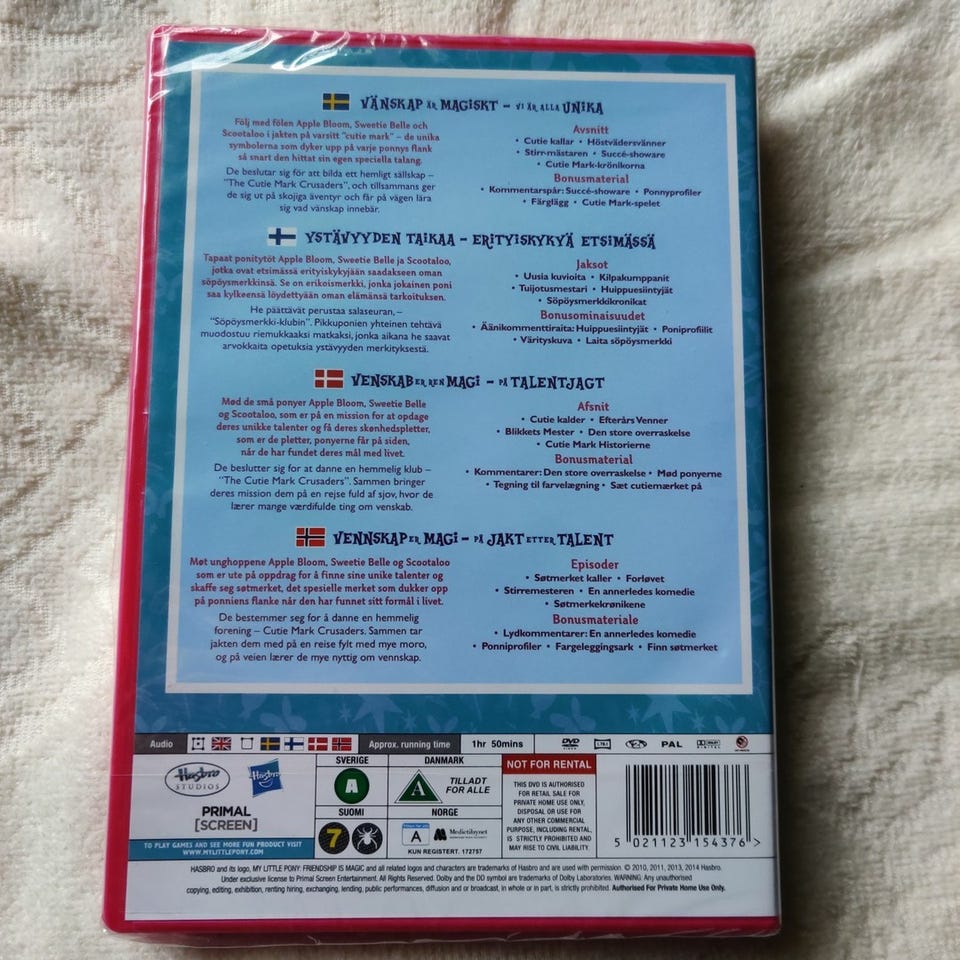 VÄNSKAP ÄR MAGISKT – VI ÄR ALLA UNIKA
Följ med fölen Apple Bloom, Sweetie Belle och
Scootaloo i jakten på varsitt "cutie mark" – de unika
symbolerna som dyker upp på varje ponnys flank
så snart den hittat sin egen speciella talang.
De beslutar sig för att bilda ett hemligt sällskap –
"The Cutie Mark Crusaders", och tillsammans ger
de sig ut på skojiga äventyr och får på vägen lära
sig vad vänskap innebär.
Avsnitt
• Cutie kallar • Höstvädersvänner
• Stirr-mästaren • Succé-showare
• Cutie Mark-krönikorna
Bonusmaterial
• Kommentarspår: Succé-showare • Ponnyprofiler
• Färglägg • Cutie Mark-spelet
YSTÄVYYDEN TAIKAA – ERITYISKYKYÄ ETSIMÄSSÄ
Tapaat ponitytöt Apple Bloom, Sweetie Belle ja Scootaloo,
jotka ovat etsimässä erityiskykyjään saadakseen oman
söpöysmerkkinsä. Se on erikoismerkki, jonka jokainen poni
saa kylkeensä löydettyään oman elämänsä tarkoituksen.
He päättävät perustaa salaseuran, –
"Söpöysmerkki-klubin". Pikkuponien yhteinen tehtävä
muodostuu riemukkaaksi matkaksi, jonka aikana he saavat
arvokkaita opetuksia ystävyyden merkityksestä.
Jaksot
• Uusia kuvioita • Kilpakumppanit
• Tuijotusmestari • Huippuesiintyjät
• Söpöysmerkkikronikat
Bonusominaisuudet
• Äänikommenttiraita: Huippuesiintyjät • Poniprofiilit
• Värityskuva • Laita söpöysmerkki
VENSKAB ER REN MAGI – PÅ TALENTJAGT
Mød de små ponyer Apple Bloom, Sweetie Belle
og Scootaloo, som er på en mission for at opdage
deres unikke talenter og få deres skønhedspletter,
som er de pletter, ponyerne får på siden,
når de har fundet deres mål med livet.
De beslutter sig for at danne en hemmelig klub –
"The Cutie Mark Crusaders". Sammen bringer
deres mission dem på en rejse fuld af sjov, hvor de
lærer mange værdifulde ting om venskab.
Afsnit
• Cutie kalder • Efterårs Venner
• Blikkets Mester • Den store overraskelse
• Cutie Mark Historierne
Bonusmaterial
• Kommentarer: Den store overraskelse • Mød ponyerne
• Tegning til farvelægning • Sæt cutiemærket på
VENNSKAP ER MAGI – PÅ JAKT ETTER TALENT
Møt unghoppene Apple Bloom, Sweetie Belle og Scootaloo
som er ute på oppdrag for å finne sine unike talenter og
skaffe seg søtmerket, det spesielle merket som dukker opp
på ponniens flanke når den har funnet sitt formål i livet.
De bestemmer seg for å danne en hemmelig
forening – Cutie Mark Crusaders. Sammen tar
jakten dem med på en reise fylt med mye moro,
og på veien lærer de mye nyttig om vennskap.
Episoder
• Søtmerket kaller • Forløvet
• Stirremesteren • En annerledes komedie
• Søtmerkekrønikene
Bonusmateriale
• Lydkommentarer: En annerledes komedie
• Ponniprofiler • Fargeleggingsark • Finn søtmerket
Audio
Approx. running time 1hr 50mins
DVD VIDEO PAL
Hasbro
STUDIOS
Hasbro
PRIMAL
[SCREEN]
TO PLAY GAMES AND SEE MORE FUN PRODUCT VISIT
WWW.MYLITTLEPONY.COM
SVERIGE
A
DANMARK
A
TILLADT
FOR ALLE
SUOMI
7
NORGE
A
Medietilsynet
KUN REGISTERT. 172757
NOT FOR RENTAL
THIS DVD IS AUTHORISED
FOR RETAIL SALE FOR
PRIVATE HOME USE ONLY,
DISPOSAL OR USE FOR
ANY OTHER COMMERCIAL
PURPOSE, INCLUDING RENTAL,
IS STRICTLY PROHIBITED AND
MAY RISE TO CIVIL LIABILITY.
5 021123 154376 >
HASBRO and its logo, MY LITTLE PONY: FRIENDSHIP IS MAGIC and all related logos and characters are trademarks of Hasbro and are used with permission. © 2010, 2011, 2013, 2014 Hasbro.
Under exclusive license to Primal Screen Entertainment. All Rights Reserved. Dolby and the DD symbol are trademarks of Dolby Laboratories. WARNING: Any unauthorised
copying, editing, exhibition, renting hiring, exchanging, lending, public performances, diffusion and or broadcast, in whole or in part, is strictly prohibited. Authorised For Private Home Use Only.